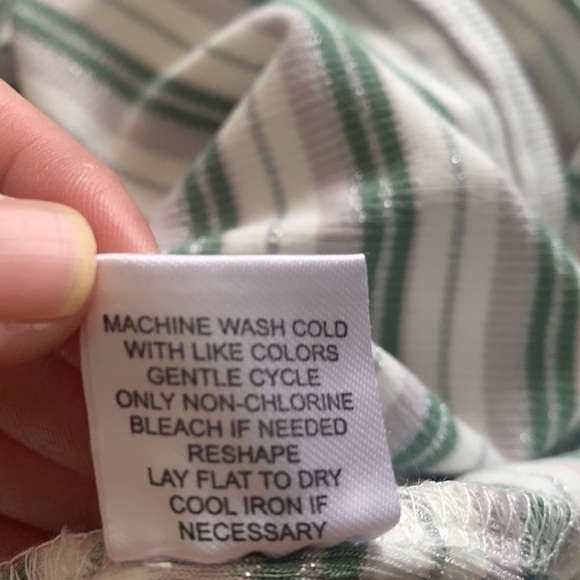 MACHINE WASH COLD
WITH LIKE COLORS
GENTLE CYCLE
ONLY NON-CHLORINE
BLEACH IF NEEDED
RESHAPE
LAY FLAT TO DRY
COOL IRON IF
NECESSARY